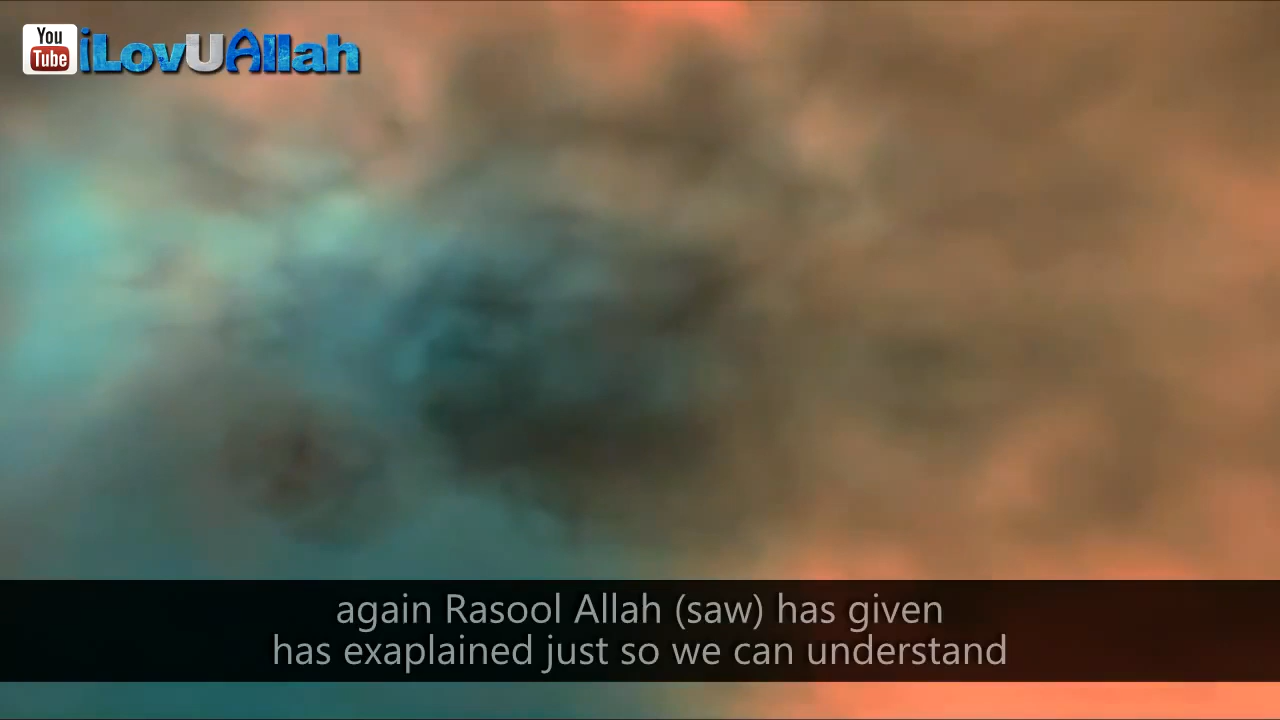 You
Tube
iLovUAllah
again Rasool Allah (saw) has given
has exaplained just so we can understand